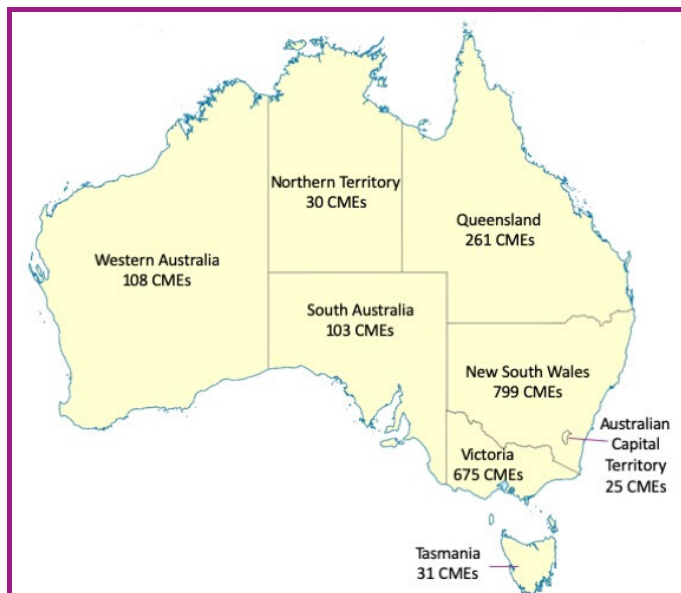 Northern Territory
30 CMEs
Queensland
261 CMEs
Western Australia
108 CMEs
South Australia
103 CMEs
New South Wales
799 CMEs
Australian
Capital
Territory
25 CMEs
Victoria
675 CMEs
Tasmania
31 CMEs